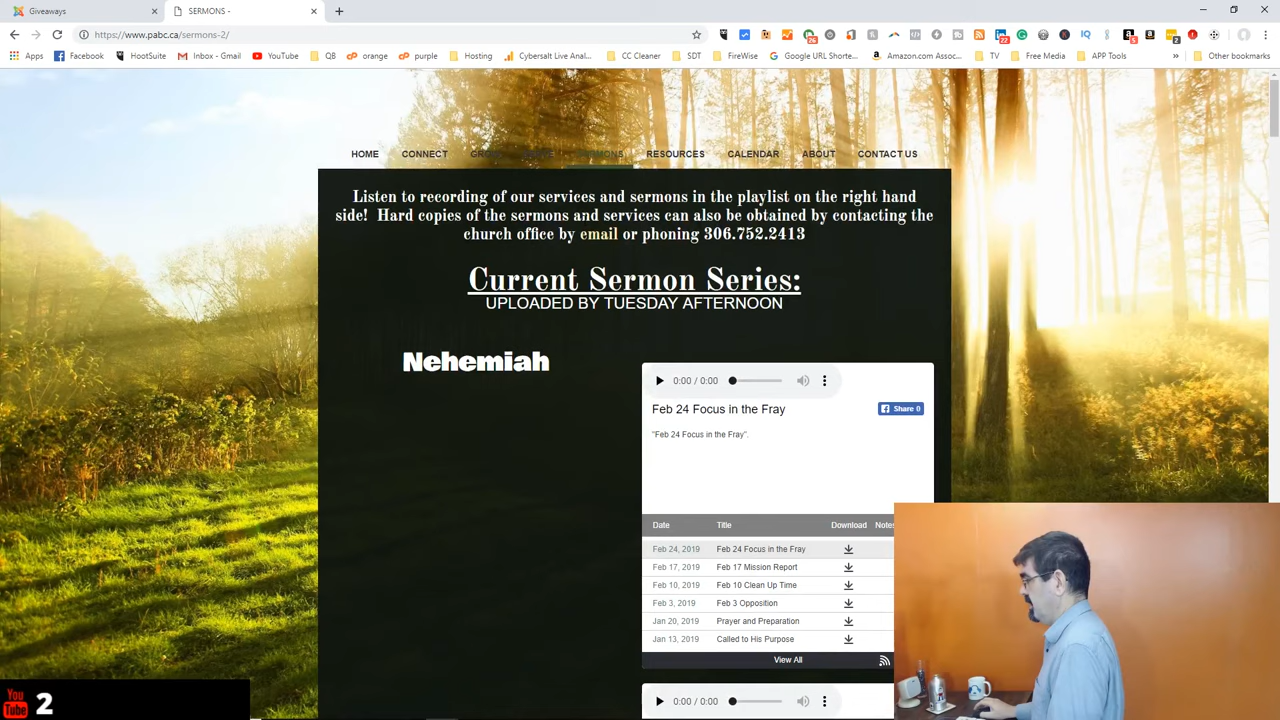 Giveaways
SERMONS -
https://www.pabc.ca/sermons-2/
25
22
5
2
Apps
Facebook
HootSuite
Inbox - Gmail
YouTube
QB
orange
purple
Hosting
Cybersalt Live Anal...
CC Cleaner
SDT
FireWise
Google URL Shorte...
Amazon.com Assoc...
TV
Free Media
APP Tools
Other bookmarks
HOME
CONNECT
SERMONS
RESOURCES
CALENDAR
ABOUT
CONTACT US
Listen to recording of our services and sermons in the playlist on the right hand
side! Hard copies of the sermons and services can also be obtained by contacting the
church office by email or phoning 306.752.2413
Current Sermon Series:
UPLOADED BY TUESDAY AFTERNOON
Nehemiah
0:00 / 0:00
Feb 24 Focus in the Fray
Share 0
"Feb 24 Focus in the Fray".
Date Title Download Notes
Feb 24, 2019 Feb 24 Focus in the Fray
Feb 17, 2019 Feb 17 Mission Report
Feb 10, 2019 Feb 10 Clean Up Time
Feb 3, 2019 Feb 3 Opposition
Jan 20, 2019 Prayer and Preparation
Jan 13, 2019 Called to His Purpose
View All
0:00 / 0:00
You
Tube
2